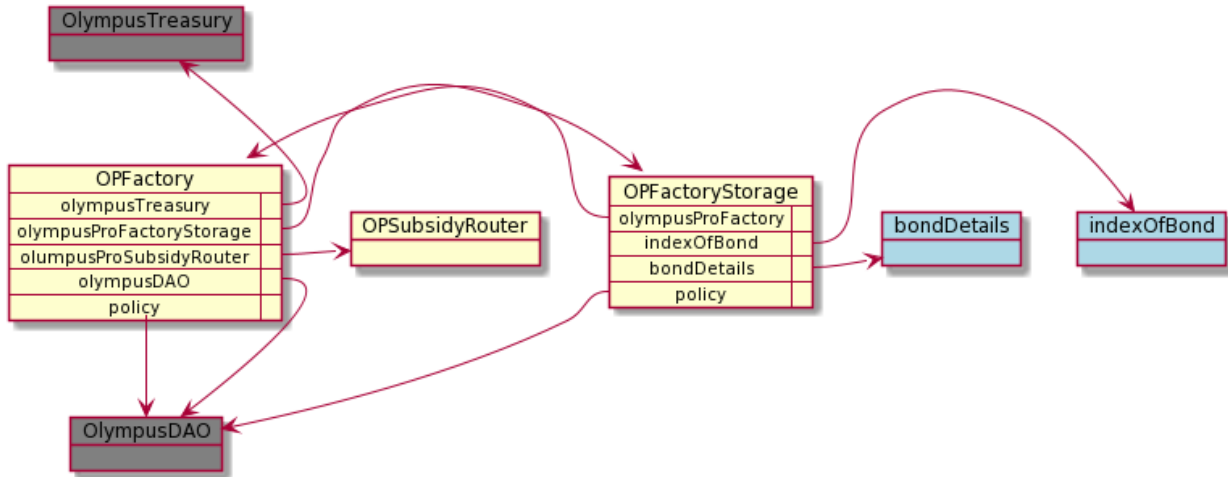 OlympusTreasury
OPFactory
olympusTreasury
olympusProFactoryStorage
olumpusProSubsidyRouter
olympusDAO
policy
OPSubsidyRouter
OPFactoryStorage
olympusProFactory
indexOfBond
bondDetails
policy
bondDetails
indexOfBond
OlympusDAO